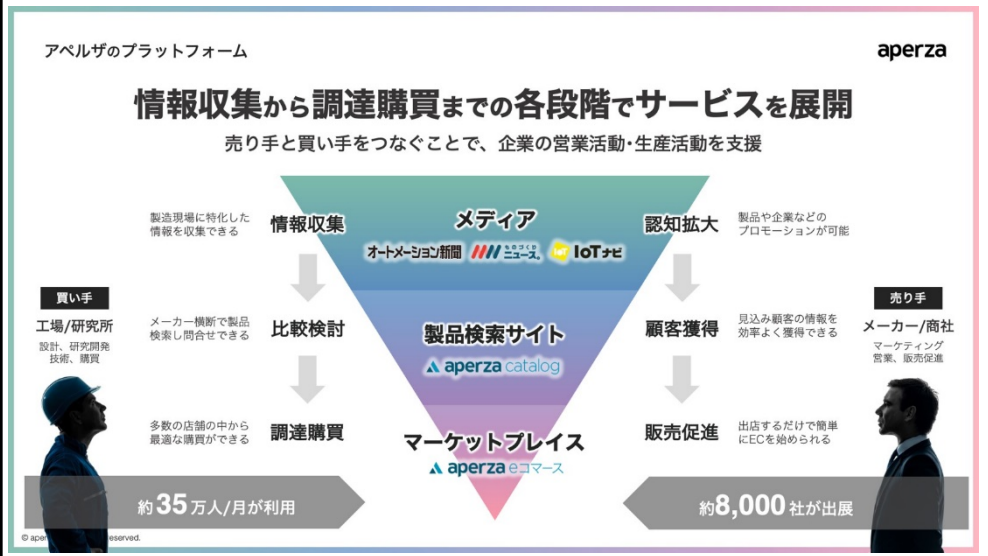 アペルザのプラットフォーム
aperza
情報収集から調達購買までの各段階でサービスを展開
売り手と買い手をつなぐことで、企業の営業活動・生産活動を支援
製造現場に特化した
情報を収集できる
情報収集
メディア
オートメーション新聞
ものづくり
ニュース。
IoT
IoTナビ
認知拡大
製品や企業などの
プロモーションが可能
買い手
工場/研究所
設計、研究開発
技術、購買
メーカー横断で製品
検索し問合せできる
比較検討
製品検索サイト
aperza catalog
顧客獲得
見込み顧客の情報を
効率よく獲得できる
売り手
メーカー/商社
マーケティング
営業、販売促進
多数の店舗の中から
最適な購買ができる
調達購買
マーケットプレイス
aperza eコマース
販売促進
出店するだけで簡単
にECを始められる
約35万人/月が利用
約8,000社が出展
© aper
served.